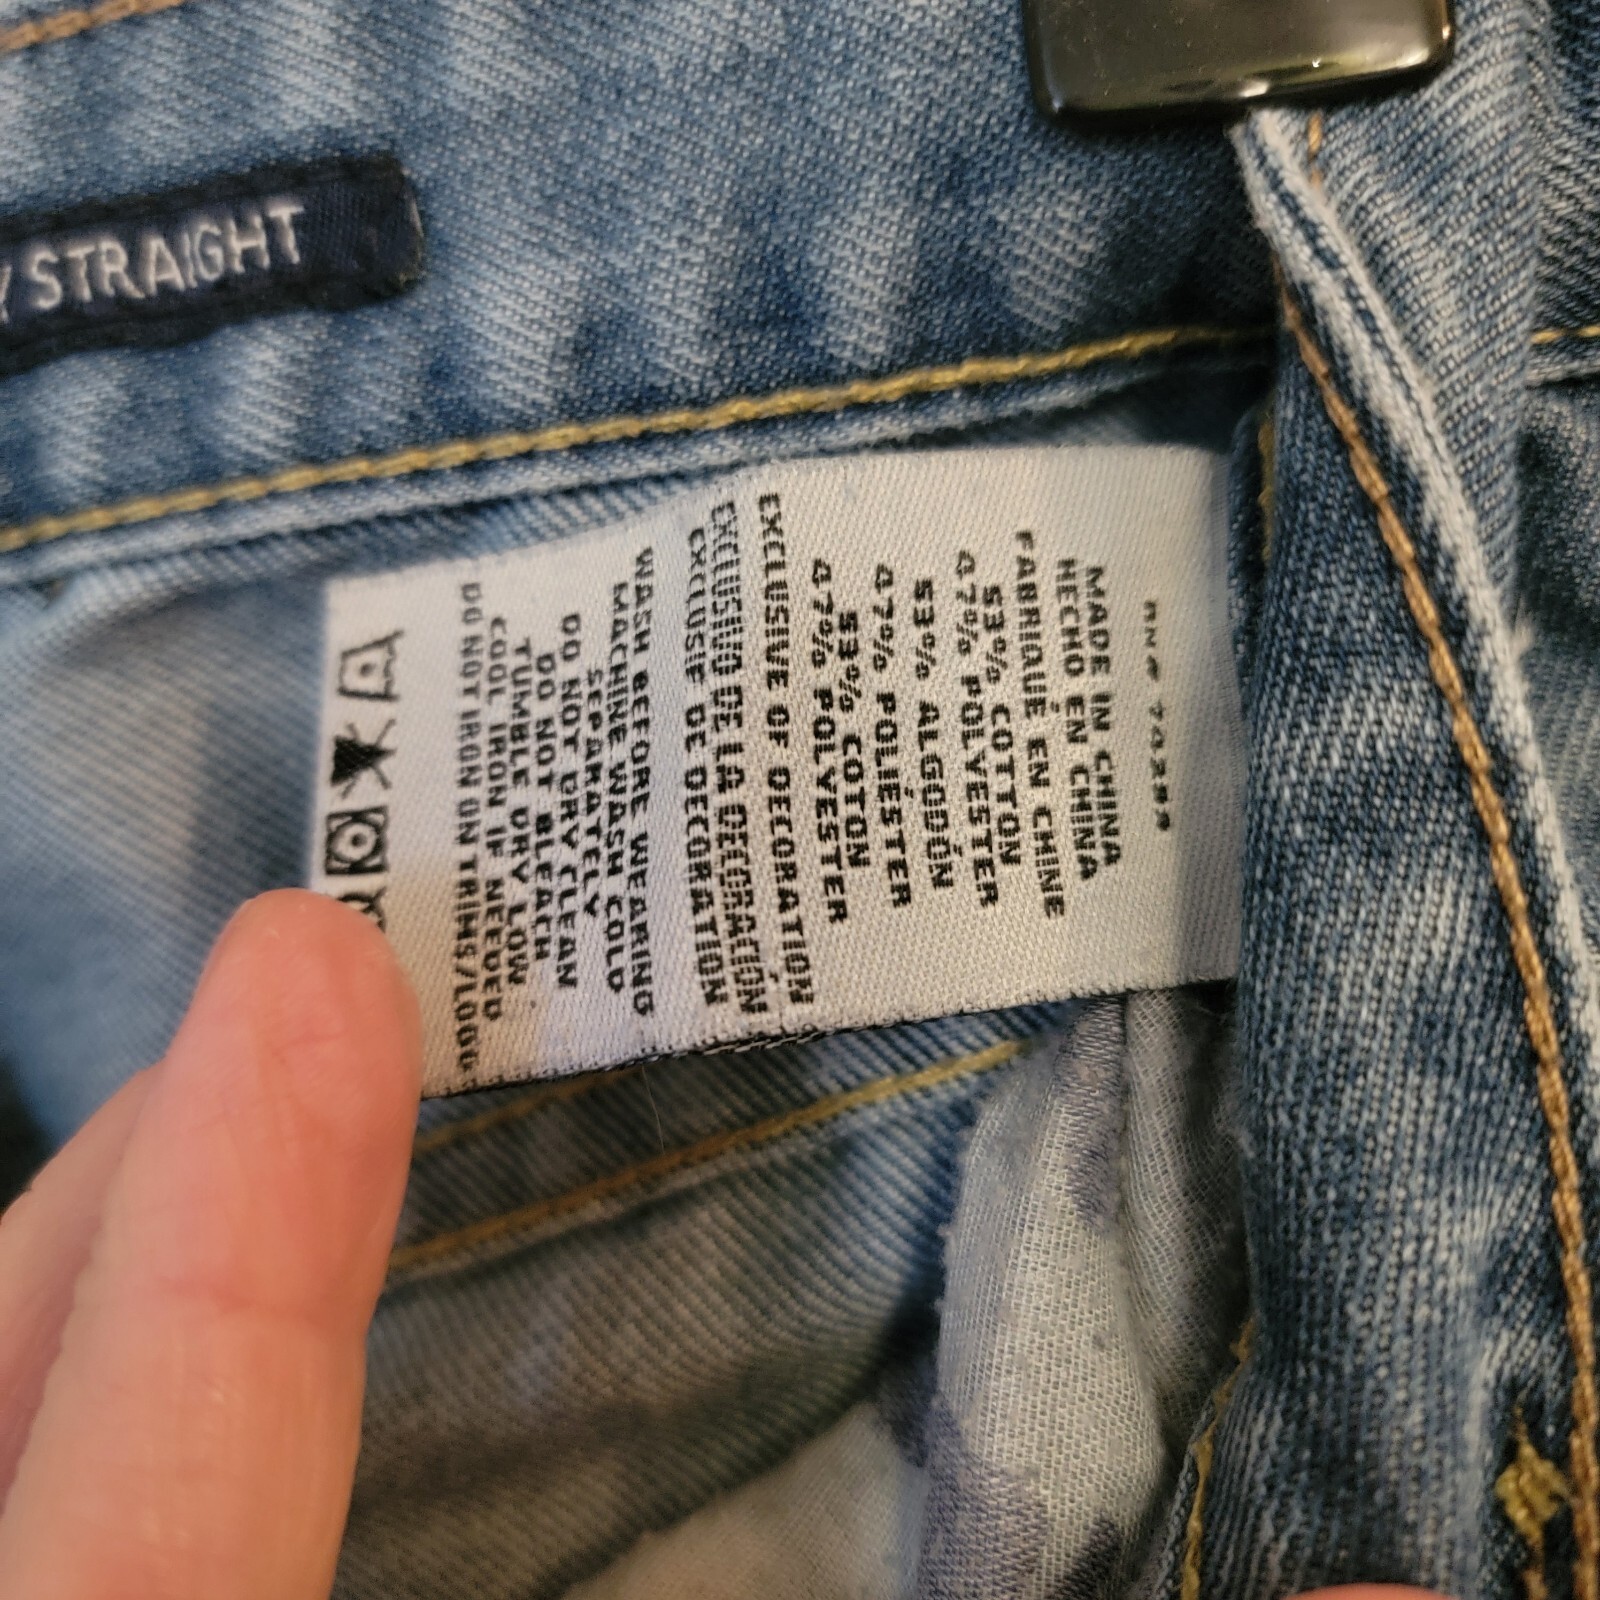 STRAIGHT
MADE IN CHINA
HECHO EN CHINA
FABRIQUÉ EN CHINE
53% COTTON
47% POLYESTER
53% ALGODÓN
47% POLIÉSTER
53% COTON
47% POLYESTER
EXCLUSIVE OF DECORATION
EXCLUSIVO DE LA DECORACIÓN
EXCLUSIF DE DECORATION
WASH BEFORE WEARING
MACHINE WASH COLD
SEPARATELY
DO NOT DRY CLEAN
DO NOT BLEACH
TUMBLE DRY LOW
COOL IRON IF NEEDED
DO NOT IRON ON TRIMS/LOGO